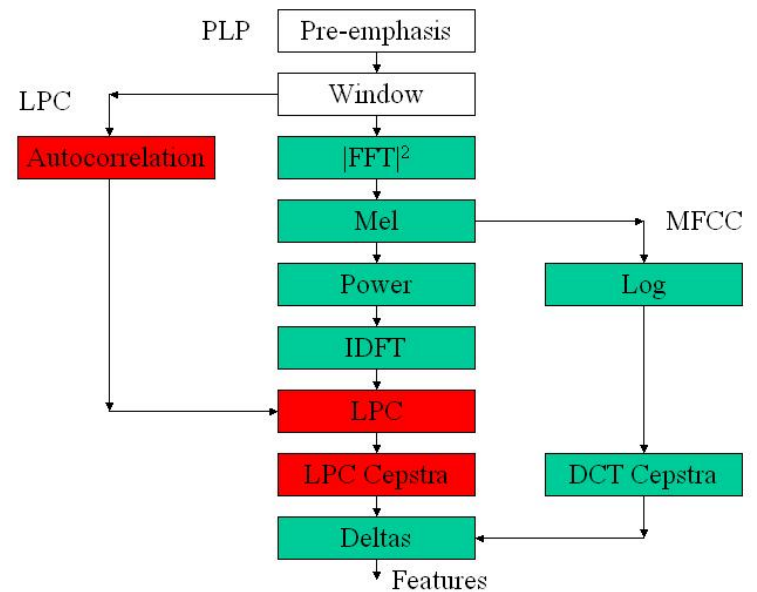 PLP Pre-emphasis
LPC Window
Autocorrelation |FFT|²
Mel MFCC
Power Log
IDFT
LPC
LPC Cepstra DCT Cepstra
Deltas
Features